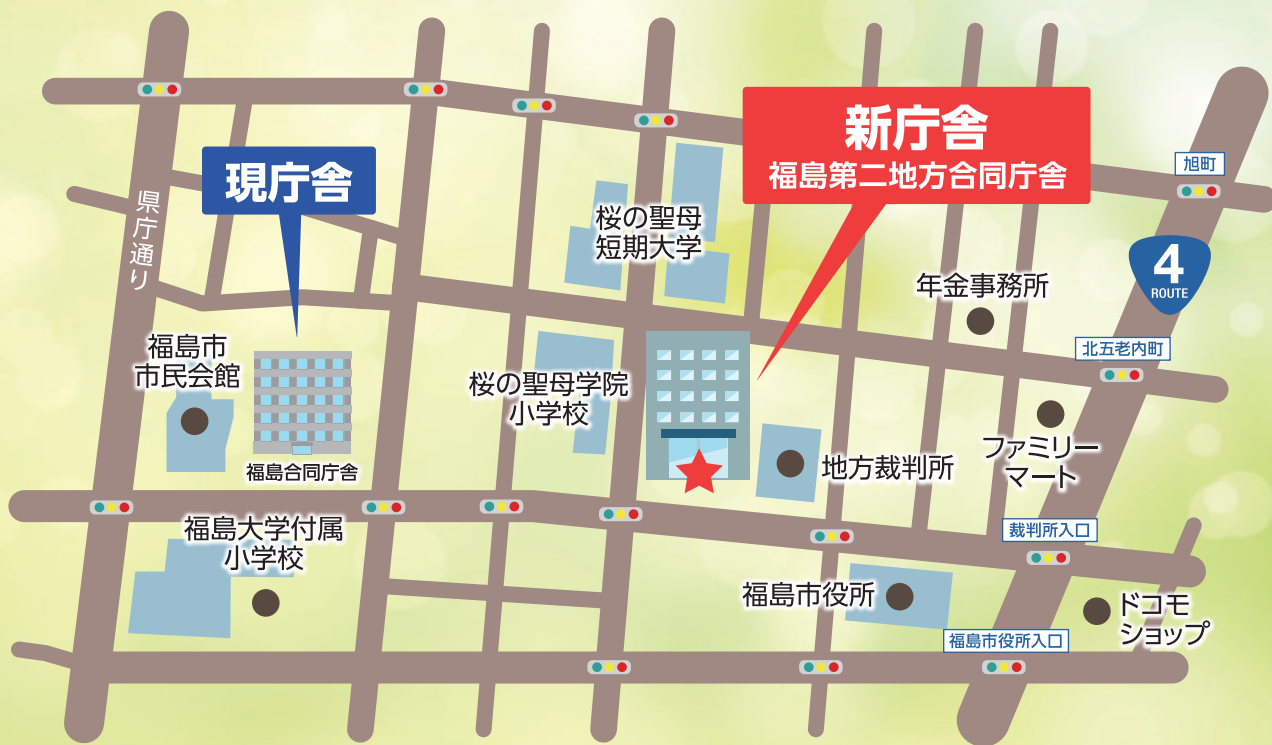 新庁舎
福島第二地方合同庁舎
現庁舎
旭町
県庁通り
桜の聖母
短期大学
4
ROUTE
年金事務所
福島市
市民会館
北五老内町
桜の聖母学院
小学校
ファミリー
マート
地方裁判所
福島合同庁舎
福島大学付属
小学校
裁判所入口
福島市役所
ドコモ
ショップ
福島市役所入口